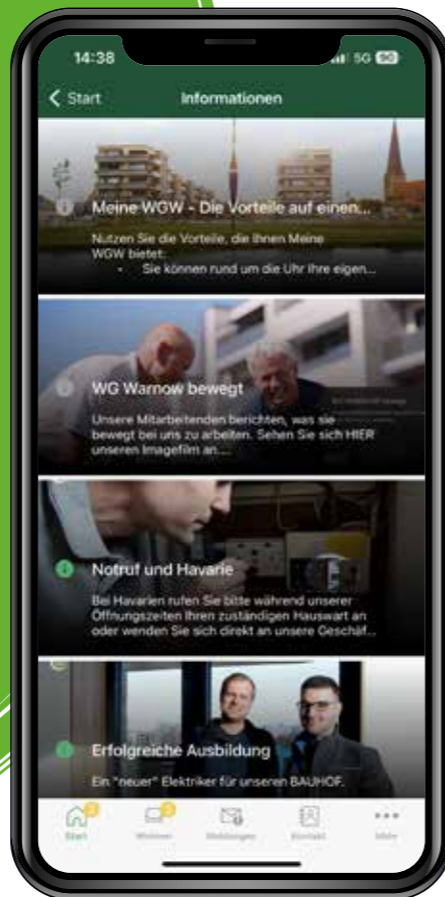 14:38
5G 90
Start
Informationen
Meine WGW - Die Vorteile auf einen...
Nutzen Sie die Vorteile, die Ihnen Meine
WGW bietet:
- Sie können rund um die Uhr Ihre eigen...
WG Warnow bewegt
Unsere Mitarbeitenden berichten, was sie
bewegt bei uns zu arbeiten. Sehen Sie sich HIER
unseren Imagefilm an....
Notruf und Havarie
Bei Havarien rufen Sie bitte während unserer
Öffnungszeiten Ihren zuständigen Hauswart an
oder wenden Sie sich direkt an unsere Geschäf...
Erfolgreiche Ausbildung
Ein "neuer" Elektriker für unseren BAUHOF.
Start Wohnen Meldungen Kontakt Mehr